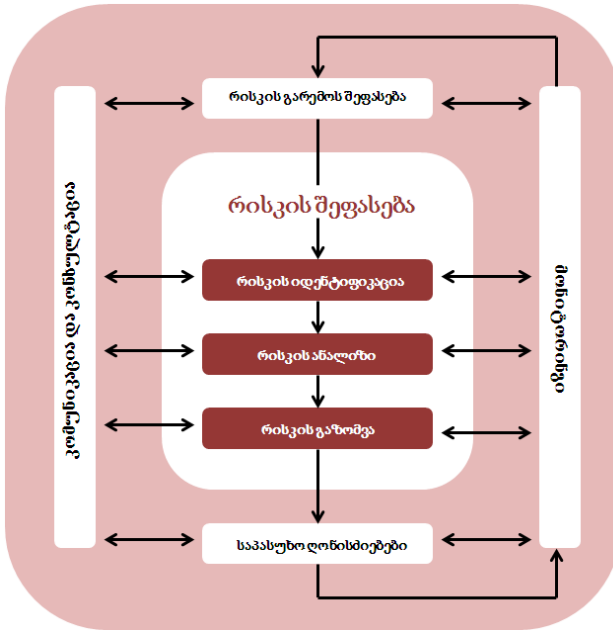 რისკის გარემოს შეფასება
კომუნიკაცია და კონსულტაცია
რისკის შეფასება
რისკის იდენტიფიკაცია
რისკის ანალიზი
რისკის გაზომვა
მონიტორინგი
საპასუხო ღონისძიებები